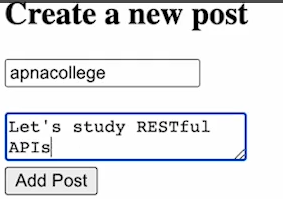 Create a new post
apnacollege
Let's study RESTful
APIs
Add Post